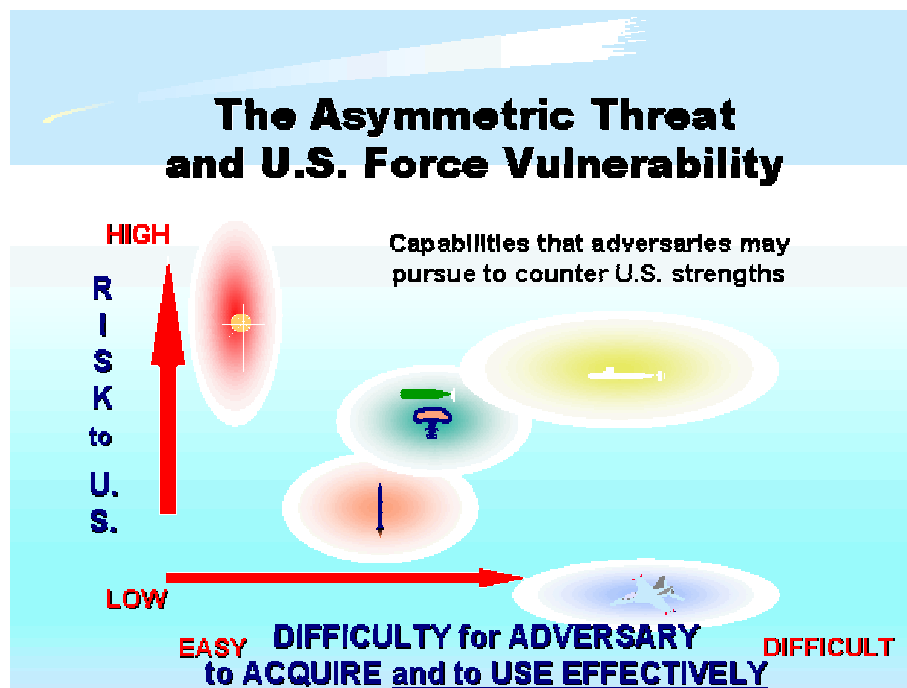 The Asymmetric Threat
and U.S. Force Vulnerability
HIGH
Capabilities that adversaries may
pursue to counter U.S. strengths
R
I
S
K
to
U.
S.
LOW
EASY
DIFFICULTY for ADVERSARY
DIFFICULT
to ACQUIRE and to USE EFFECTIVELY